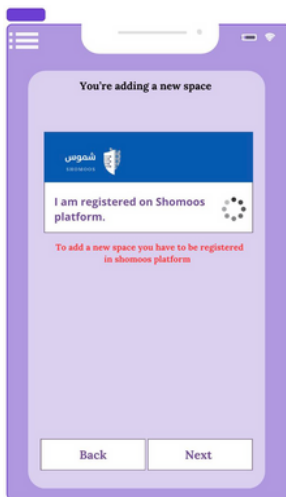 You're adding a new space
شموس
SHOMOOS
I am registered on Shomoos
platform.
To add a new space you have to be registered
in shomoos platform
Back
Next